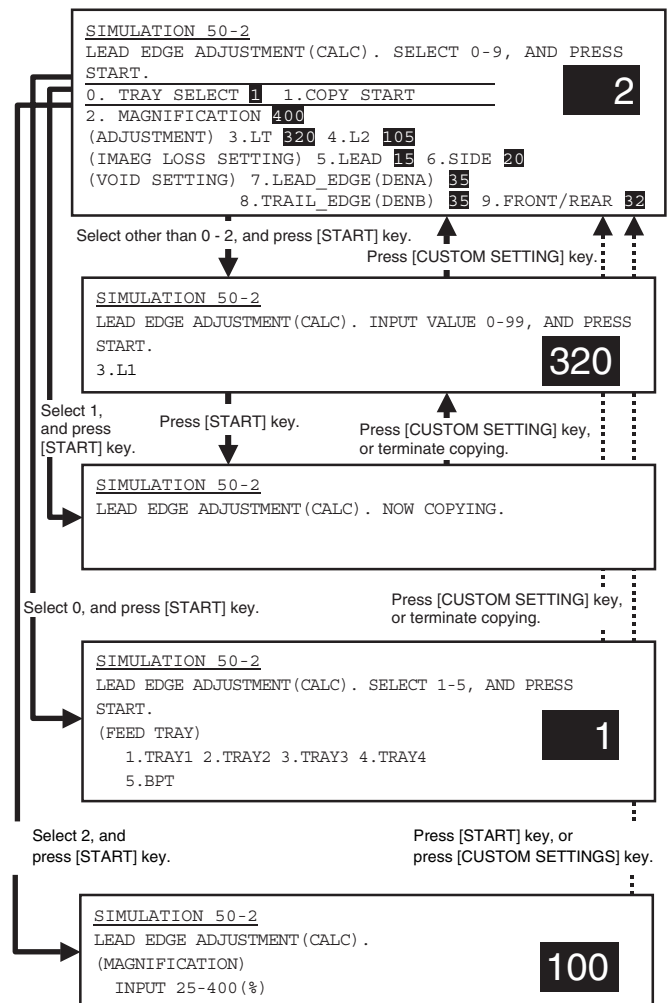 SIMULATION 50-2
LEAD EDGE ADJUSTMENT(CALC). SELECT 0-9, AND PRESS
START.
2
0. TRAY SELECT 1 1.COPY START
2. MAGNIFICATION 400
(ADJUSTMENT) 3.LT 320 4.L2 105
(IMAEG LOSS SETTING) 5.LEAD 15 6.SIDE 20
(VOID SETTING) 7.LEAD_EDGE(DENA) 35
8.TRAIL_EDGE(DENB) 35 9.FRONT/REAR 32
Select other than 0 - 2, and press [START] key.
Press [CUSTOM SETTING] key.
SIMULATION 50-2
LEAD EDGE ADJUSTMENT(CALC). INPUT VALUE 0-99, AND PRESS
START.
320
3.L1
Select 1,
and press
[START] key.
Press [START] key.
Press [CUSTOM SETTING] key,
or terminate copying.
SIMULATION 50-2
LEAD EDGE ADJUSTMENT(CALC). NOW COPYING.
Select 0, and press [START] key.
Press [CUSTOM SETTING] key,
or terminate copying.
SIMULATION 50-2
LEAD EDGE ADJUSTMENT(CALC). SELECT 1-5, AND PRESS
START.
(FEED TRAY)
1
1.TRAY1 2.TRAY2 3.TRAY3 4.TRAY4
5.BPT
Select 2, and
press [START] key.
Press [START] key, or
press [CUSTOM SETTINGS] key.
SIMULATION 50-2
LEAD EDGE ADJUSTMENT(CALC).
(MAGNIFICATION)
100
INPUT 25-400(%)